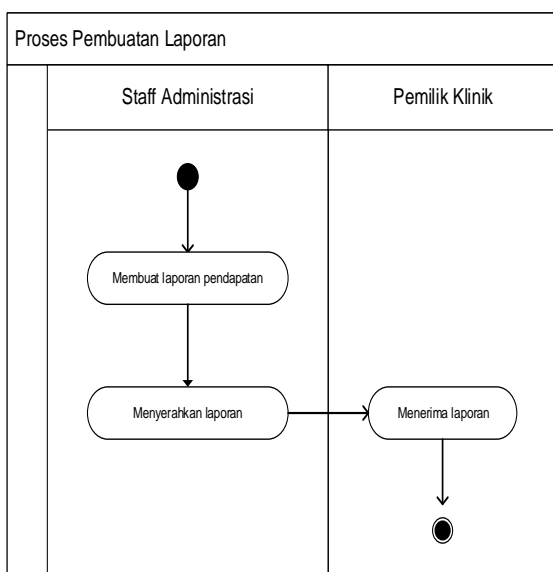 Proses Pembuatan Laporan
Staff Administrasi
Pemilik Klinik
Membuat laporan pendapatan
Menyerahkan laporan
Menerima laporan